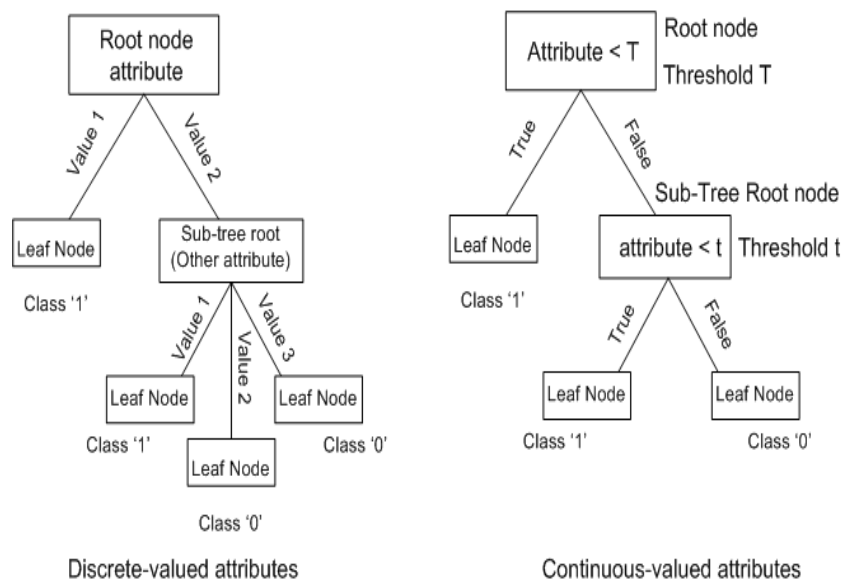 Root node
attribute
Value 1
Value 2
Leaf Node
Class ‘1’
Sub-tree root
(Other attribute)
Value 1
Value 2
Value 3
Leaf Node
Class ‘1’
Leaf Node
Class ‘0’
Leaf Node
Class ‘0’
Discrete-valued attributes
Attribute < T
Root node
Threshold T
True
False
Leaf Node
Class ‘1’
Sub-Tree Root node
attribute < t
Threshold t
True
False
Leaf Node
Class ‘1’
Leaf Node
Class ‘0’
Continuous-valued attributes